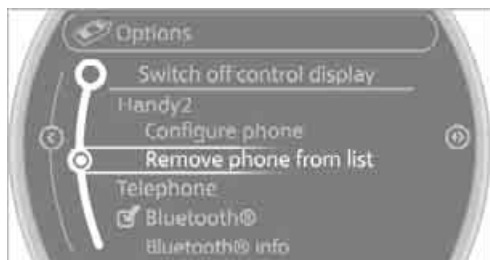 Options
Switch off control display
Handy2
Configure phone
Remove phone from list
Telephone
Bluetooth®
Bluetooth® info